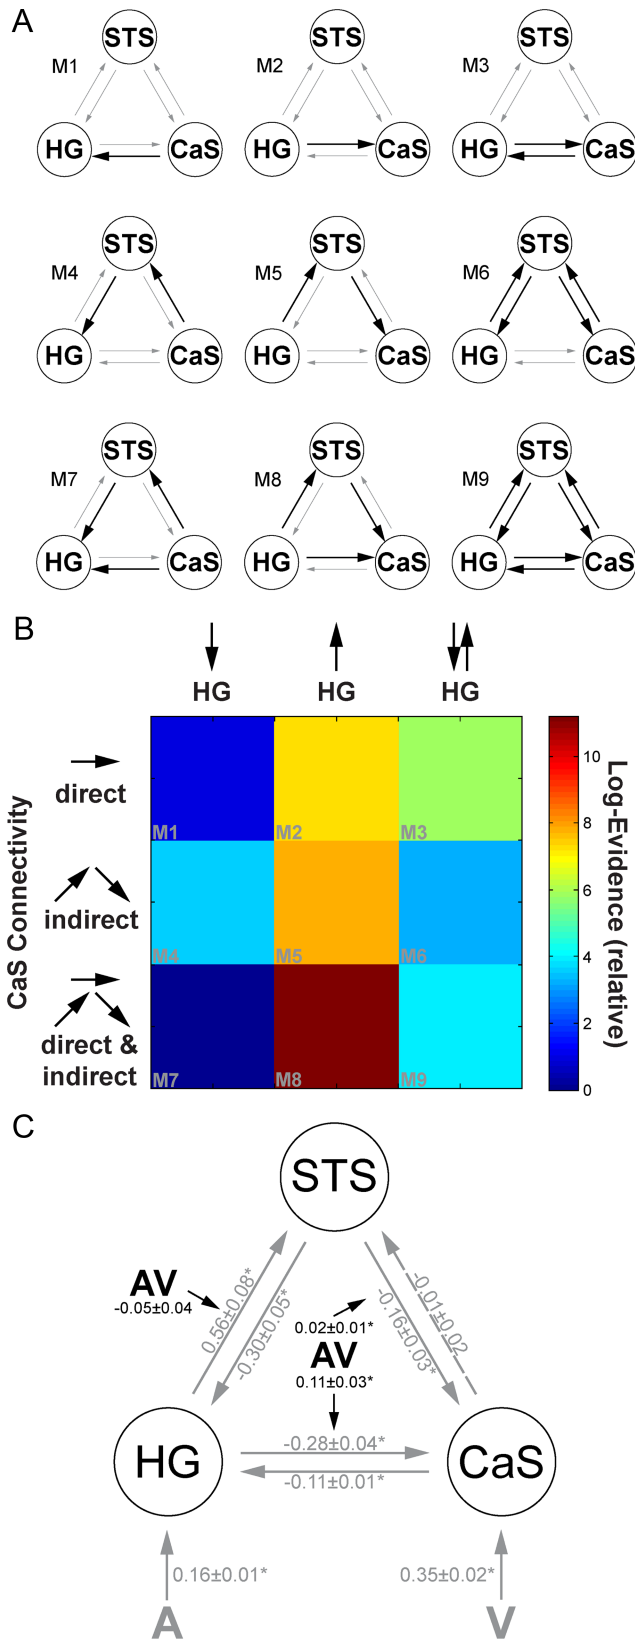 A
STS STS STS
M1 M2 M3
HG CaS HG CaS HG CaS
STS STS STS
M4 M5 M6
HG CaS HG CaS HG CaS
STS STS STS
M7 M8 M9
HG CaS HG CaS HG CaS
B
HG HG HG
direct
indirect
direct &
indirect
CaS Connectivity
M1 M2 M3
M4 M5 M6
M7 M8 M9
10
8
6
4
2
0
Log-Evidence (relative)
C
STS
AV
-0.05±0.04
0.56±0.08*
-0.30±0.05*
0.02±0.01*
AV
0.11±0.03*
-0.16±0.03*
-0.01±0.02
HG
-0.28±0.04*
-0.11±0.01*
CaS
0.16±0.01*
0.35±0.02*
A V